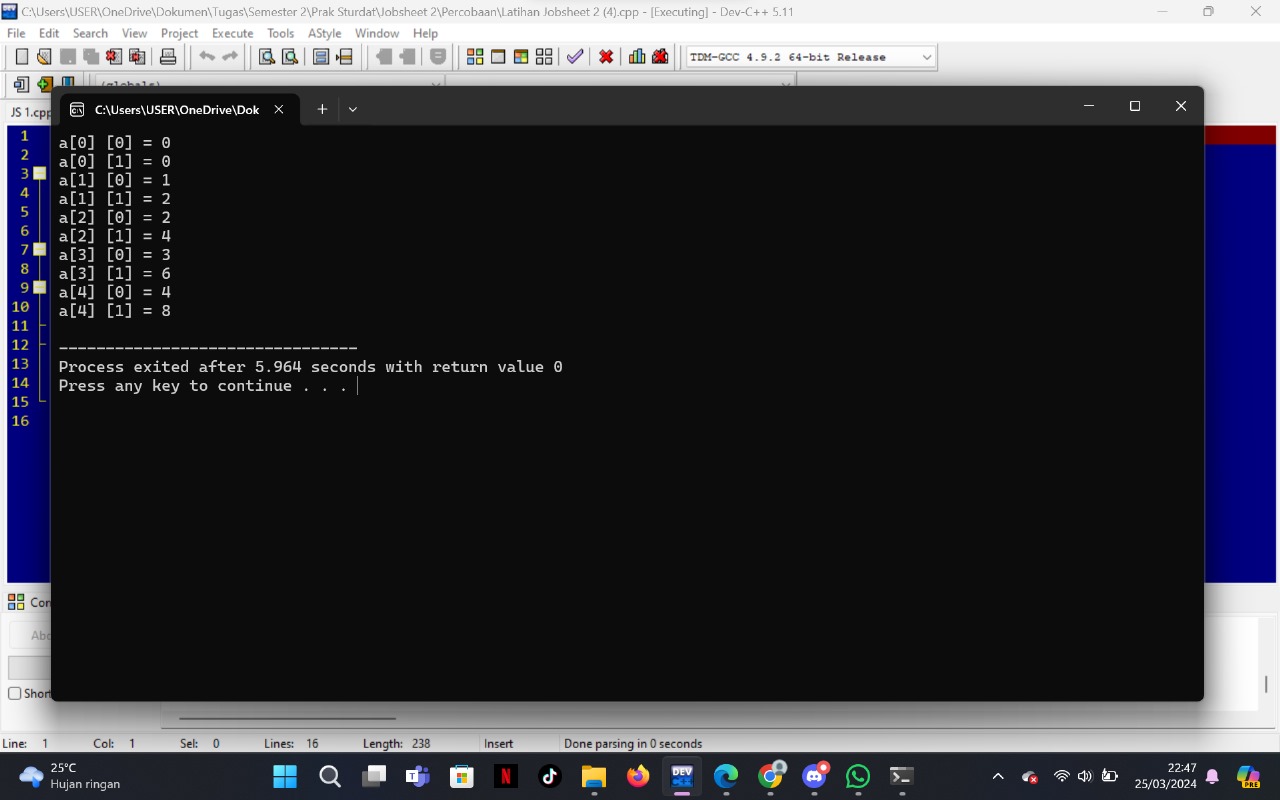 C:\Users\USER\OneDrive\Dokumen\Tugas\Semester 2\Prak Sturdat\Jobsheet 2\Percobaan\Latihan Jobsheet 2 (4).cpp - [Executing] - Dev-C++ 5.11
File Edit Search View Project Execute Tools AStyle Window Help
TDM-GCC 4.9.2 64-bit Release
(globals)
JS 1.cpp
C:\Users\USER\OneDrive\Dok
1
2
3
4
5
6
7
8
9
10
11
12
13
14
15
16
a[0] [0] = 0
a[0] [1] = 0
a[1] [0] = 1
a[1] [1] = 2
a[2] [0] = 2
a[2] [1] = 4
a[3] [0] = 3
a[3] [1] = 6
a[4] [0] = 4
a[4] [1] = 8
--------------------------------
Process exited after 5.964 seconds with return value 0
Press any key to continue . . .
Line: 1 Col: 1 Sel: 0 Lines: 16 Length: 238 Insert Done parsing in 0 seconds
25°C
Hujan ringan
DEV
PRE
22:47
25/03/2024